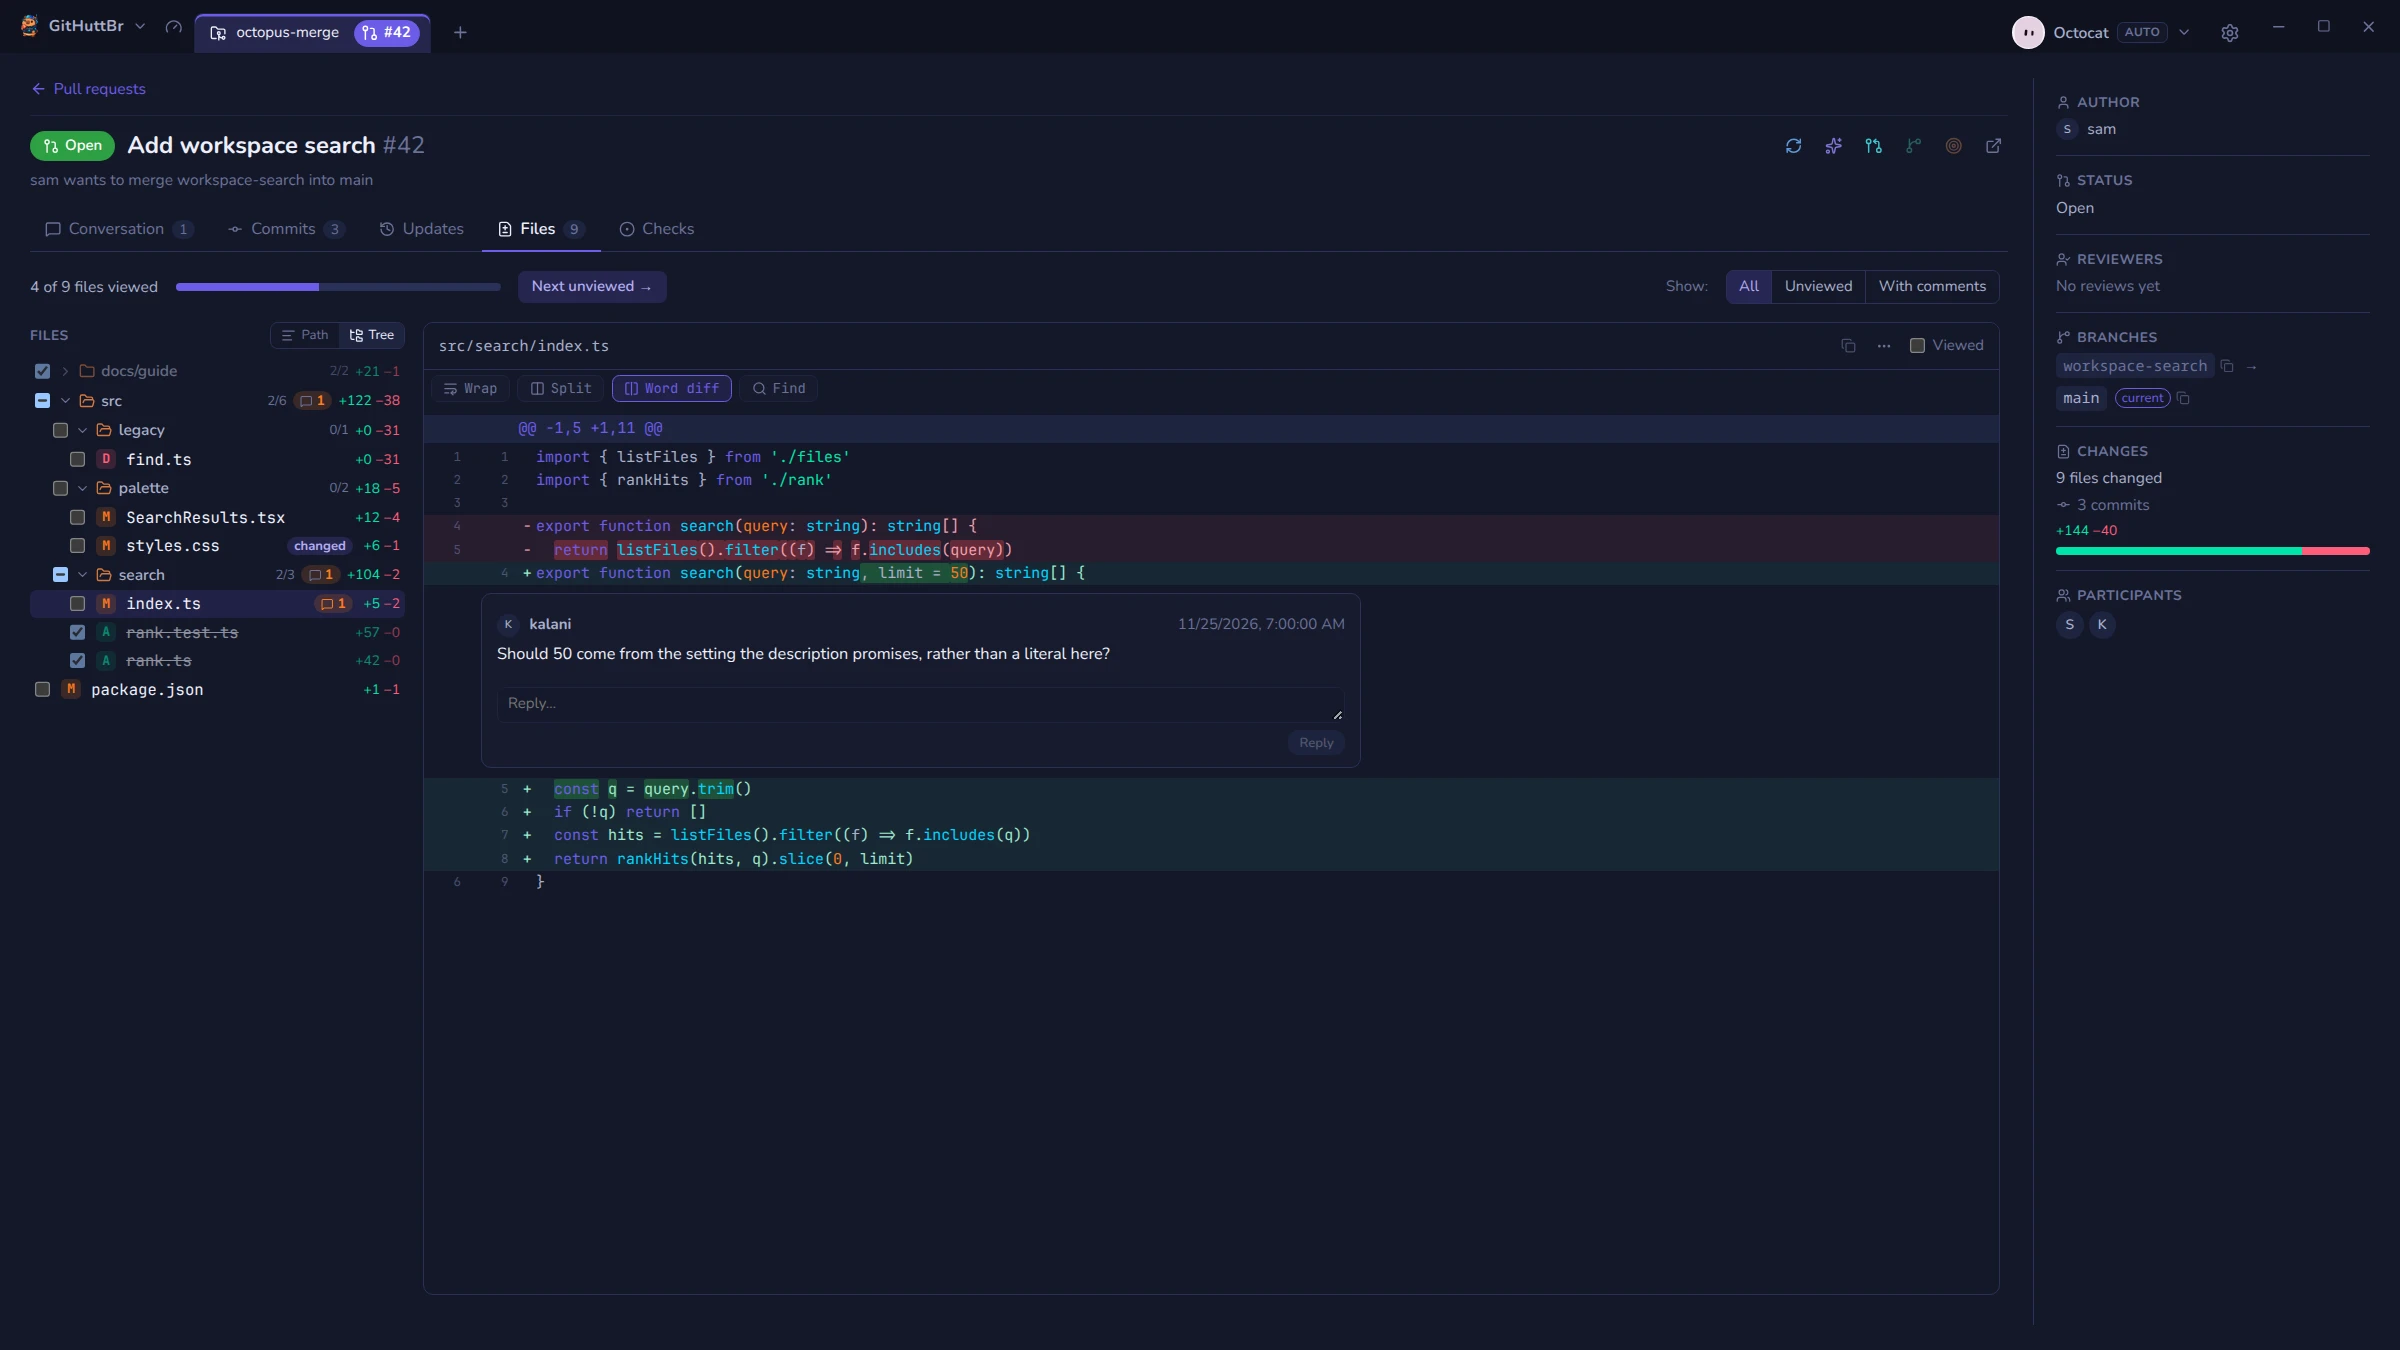 GitHuttBr
octopus-merge #42
Octocat AUTO
Pull requests
Open Add workspace search #42
sam wants to merge workspace-search into main
Conversation 1 Commits 3 Updates Files 9 Checks
4 of 9 files viewed Next unviewed → Show: All Unviewed With comments
FILES Path Tree
docs/guide 2/2 +21 −1
src 2/6 1 +122 −38
legacy 0/1 +0 −31
D find.ts +0 −31
palette 0/2 +18 −5
M SearchResults.tsx +12 −4
M styles.css changed +6 −1
search 2/3 1 +104 −2
M index.ts 1 +5 −2
A rank.test.ts +57 −0
A rank.ts +42 −0
M package.json +1 −1
src/search/index.ts ··· Viewed
Wrap Split Word diff Find
@@ -1,5 +1,11 @@
1 1 import { listFiles } from './files'
2 2 import { rankHits } from './rank'
3 3
4 - export function search(query: string): string[] {
5 - return listFiles().filter((f) => f.includes(query))
4 + export function search(query: string, limit = 50): string[] {
K kalani 11/25/2026, 7:00:00 AM
Should 50 come from the setting the description promises, rather than a literal here?
Reply...
Reply
5 + const q = query.trim()
6 + if (!q) return []
7 + const hits = listFiles().filter((f) => f.includes(q))
8 + return rankHits(hits, q).slice(0, limit)
6 9 }
AUTHOR
S sam
STATUS
Open
REVIEWERS
No reviews yet
BRANCHES
workspace-search →
main current
CHANGES
9 files changed
3 commits
+144 −40
PARTICIPANTS
S K